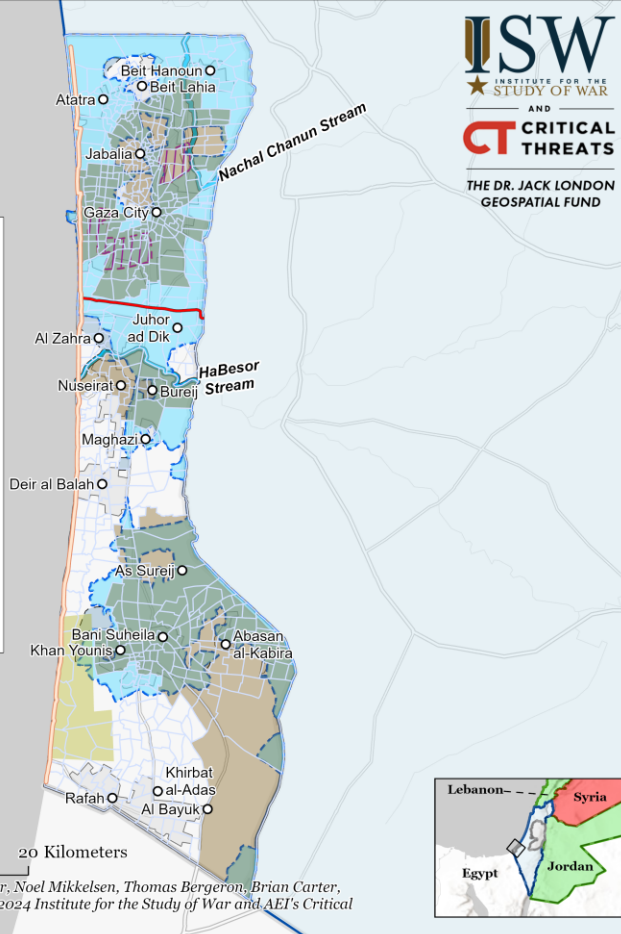 ISW
INSTITUTE FOR THE
STUDY OF WAR
AND
CT CRITICAL
THREATS
THE DR. JACK LONDON
GEOSPATIAL FUND
Beit Hanoun
Beit Lahia
Atatra
Nachal Chanun Stream
Jabalia
Gaza City
Juhor
ad Dik
Al Zahra
HaBesor
Stream
Nuseirat
Bureij
Maghazi
Deir al Balah
As Sureij
Bani Suheila
Abasan
al-Kabira
Khan Younis
Khirbat
al-Adas
Rafah
Al Bayuk
Lebanon
Syria
Egypt
Jordan
20 Kilometers
r, Noel Mikkelsen, Thomas Bergeron, Brian Carter,
2024 Institute for the Study of War and AEI's Critical